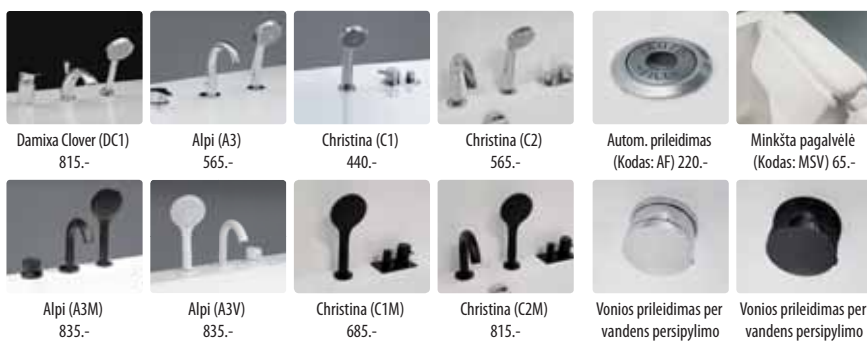 Damixa Clover (DC1)
815.-
Alpi (A3)
565.-
Christina (C1)
440.-
Christina (C2)
565.-
Autom. prileidimas
(Kodas: AF) 220.-
Minkšta pagalvėlė
(Kodas: MSV) 65.-
Alpi (A3M)
835.-
Alpi (A3V)
835.-
Christina (C1M)
685.-
Christina (C2M)
815.-
Vonios prileidimas per
vandens persipylimo
Vonios prileidimas per
vandens persipylimo